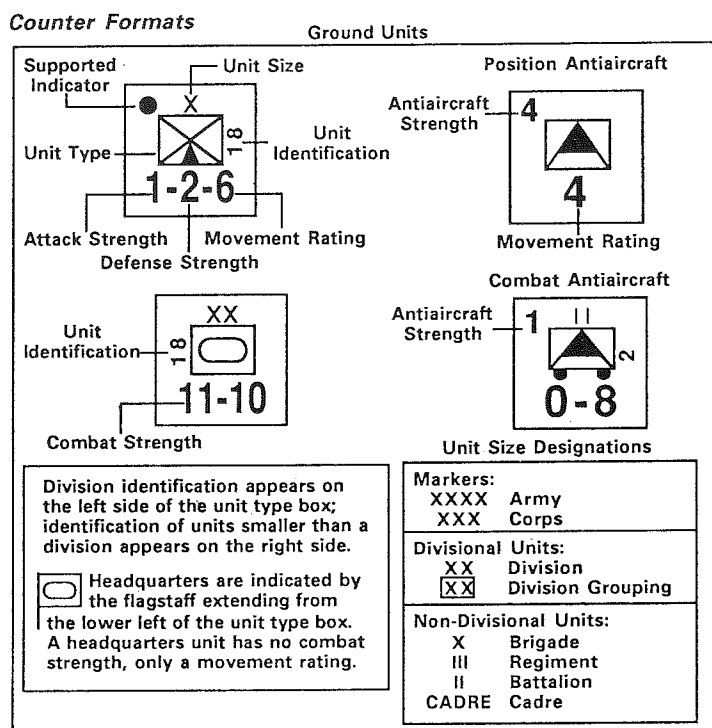 Counter Formats
Ground Units
Supported
Indicator
Unit Size
X
18
Unit Type
Unit
Identification
1-2-6
Attack Strength
Movement Rating
Defense Strength
Position Antiaircraft
Antiaircraft
Strength
4
4
Movement Rating
XX
Unit
Identification
18
11-10
Combat Strength
Combat Antiaircraft
Antiaircraft
Strength
1
II
2
0-8
Division identification appears on
the left side of the unit type box;
identification of units smaller than a
division appears on the right side.
Headquarters are indicated by
the flagstaff extending from
the lower left of the unit type box.
A headquarters unit has no combat
strength, only a movement rating.
Unit Size Designations
Markers:
XXXX Army
XXX Corps
Divisional Units:
XX Division
XX Division Grouping
Non-Divisional Units:
X Brigade
III Regiment
II Battalion
CADRE Cadre